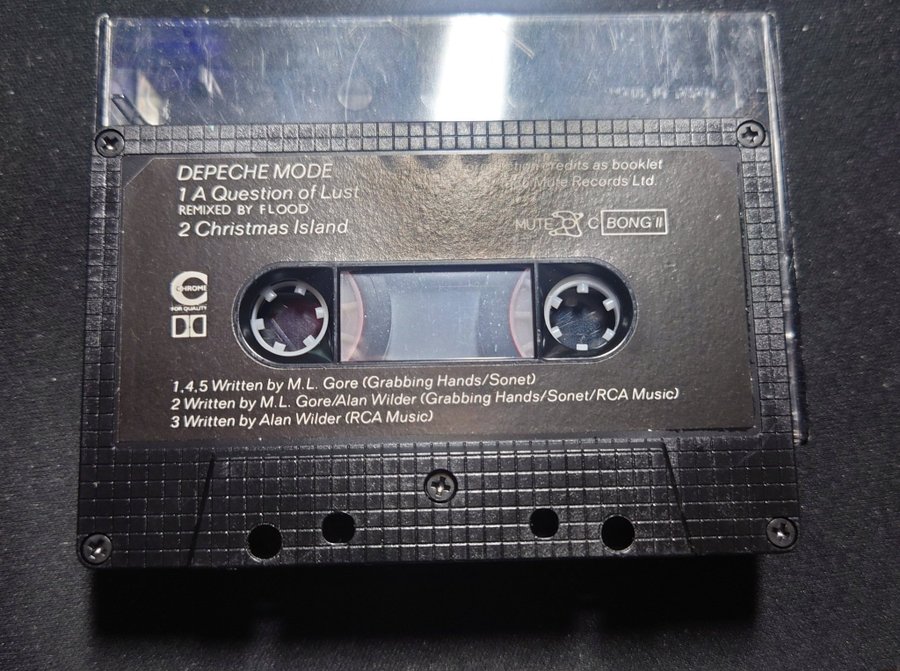 DEPECHE MODE
1 A Question of Lust
REMIXED BY FLOOD
2 Christmas Island
credits as booklet
Mute Records Ltd.
MUTE C BONG 11
CHROME
FOR QUALITY
1,4,5 Written by M.L. Gore (Grabbing Hands/Sonet)
2 Written by M.L. Gore/Alan Wilder (Grabbing Hands/Sonet/RCA Music)
3 Written by Alan Wilder (RCA Music)